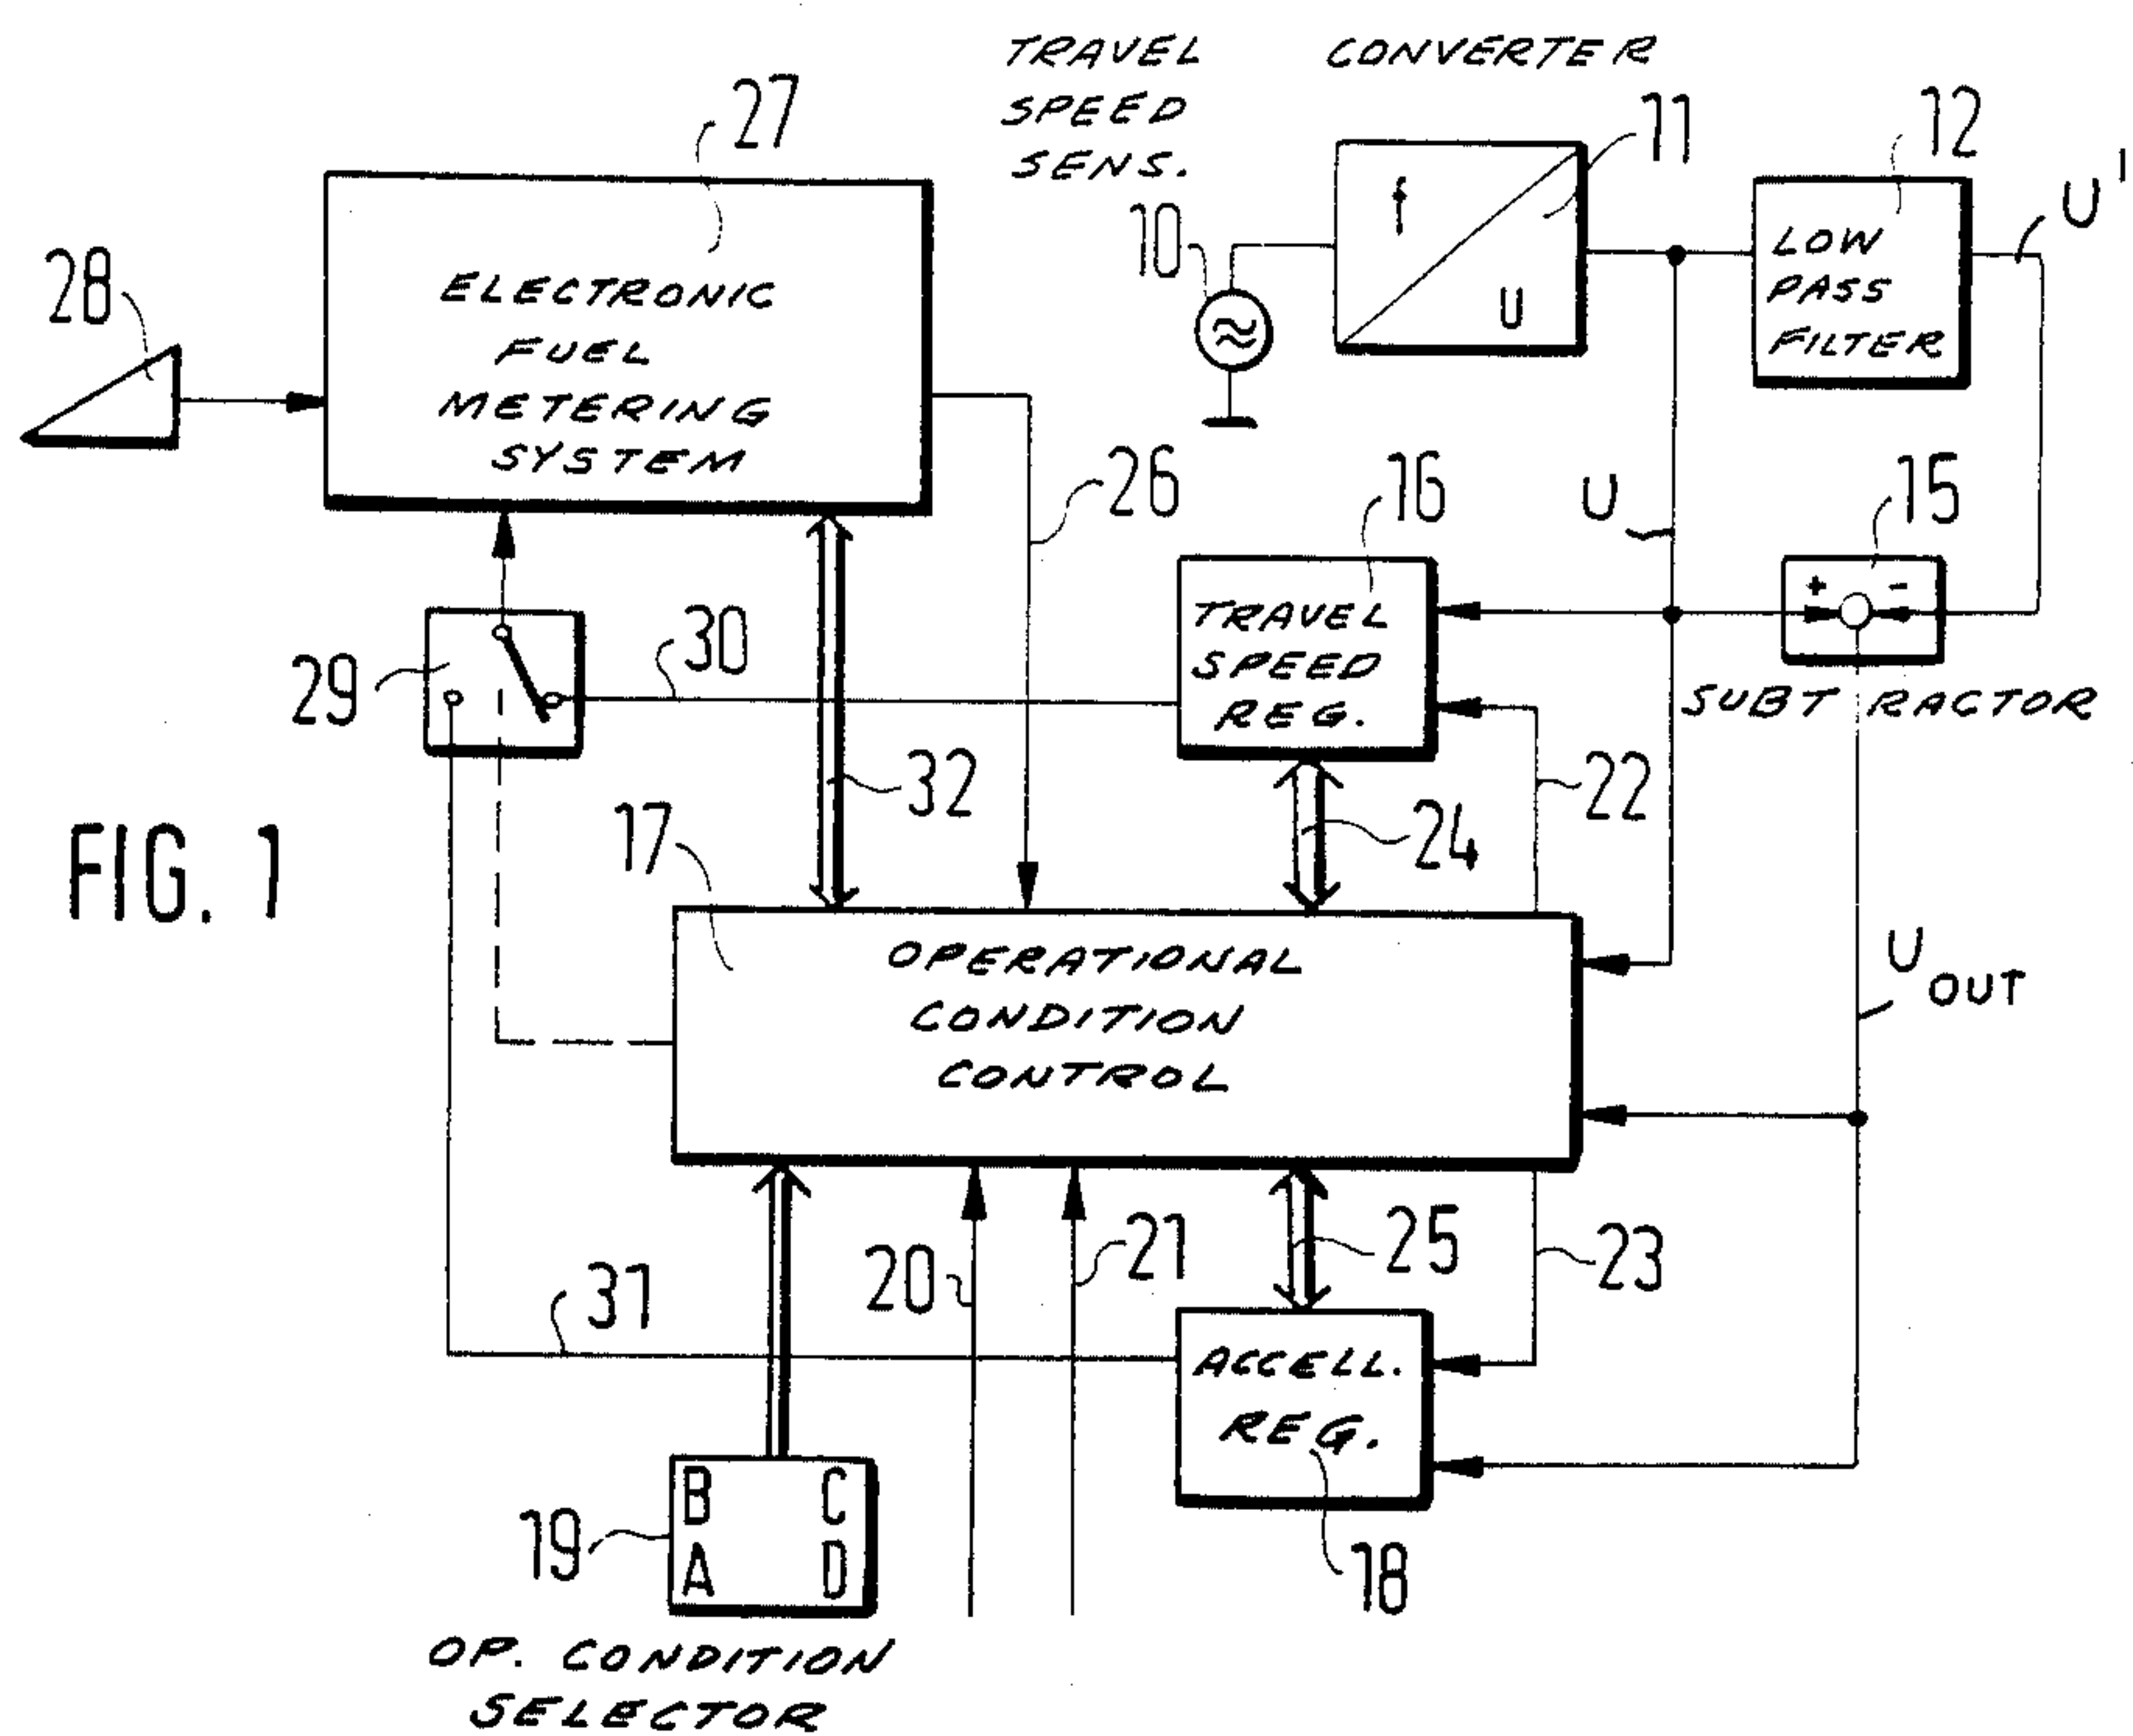 TRAVEL
SPEED
SENS.
CONVERTER
27
11
12
U'
28
10
f
U
LOW
PASS
FILTER
ELECTRONIC
FUEL
METERING
SYSTEM
26
16
U
15
+ -
29
30
TRAVEL
SPEED
REG.
SUBTRACTOR
32
22
17
24
FIG. 1
OPERATIONAL
CONDITION
CONTROL
U OUT
20
21
25
23
31
ACCELL.
REG.
B C
A D
19
18
OP. CONDITION
SELECTOR